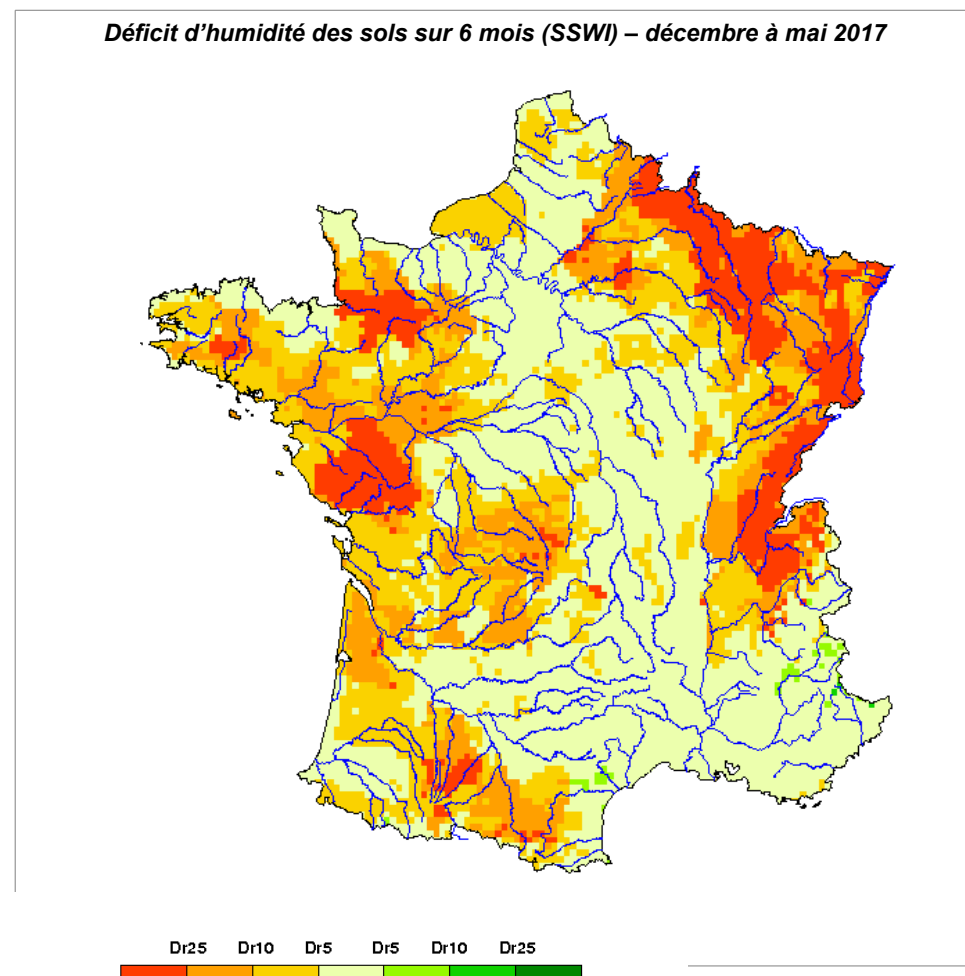 Déficit d’humidité des sols sur 6 mois (SSWI) – décembre à mai 2017
Dr25 Dr10 Dr5 Dr5 Dr10 Dr25